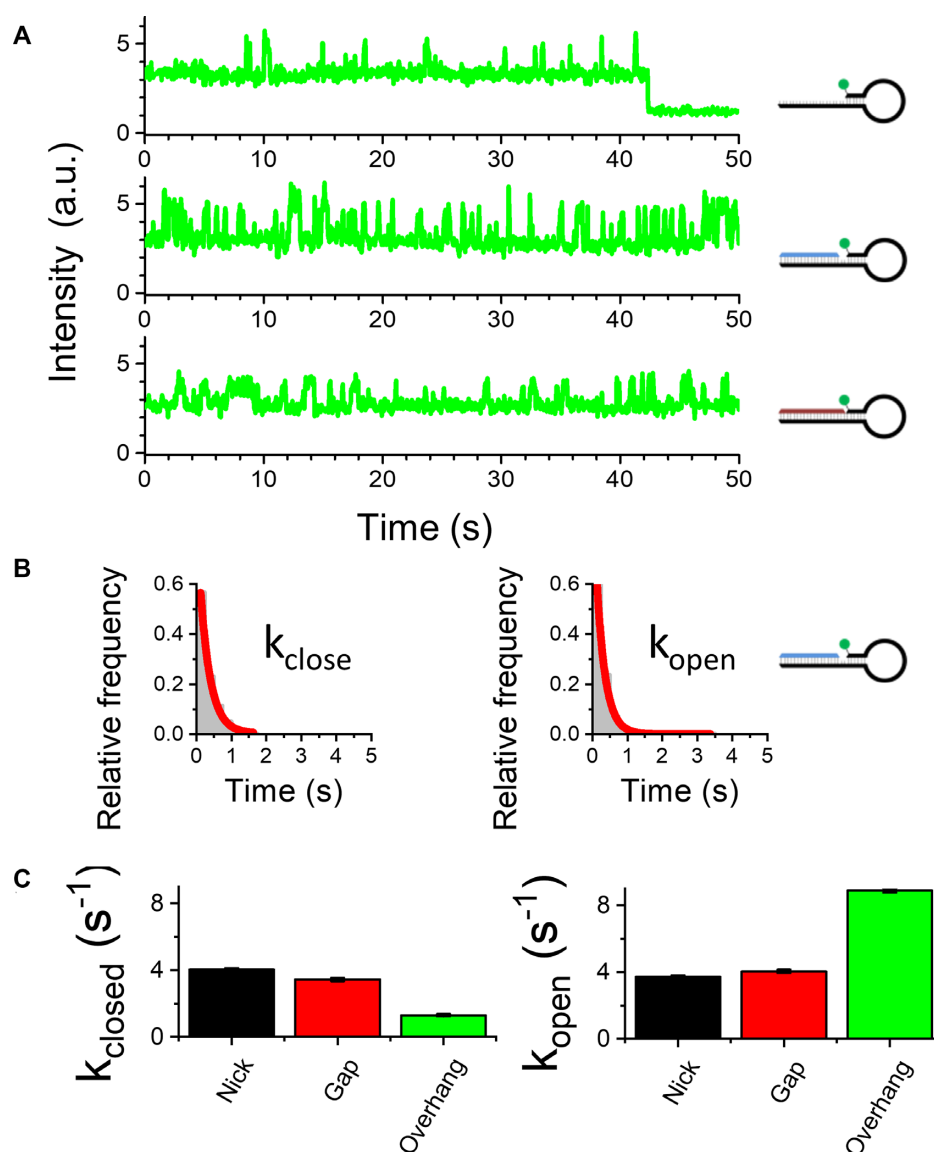 A
Intensity (a.u.)
5
0
0 10 20 30 40 50
5
0
0 10 20 30 40 50
5
0
0 10 20 30 40 50
Time (s)
B
Relative frequency
0.6
0.4
0.2
0.0
kclose
0 1 2 3 4 5
Time (s)
Relative frequency
0.6
0.4
0.2
0.0
kopen
0 1 2 3 4 5
Time (s)
C
kclosed (s-1)
8
4
0
Nick
Gap
Overhang
kopen (s-1)
8
4
0
Nick
Gap
Overhang